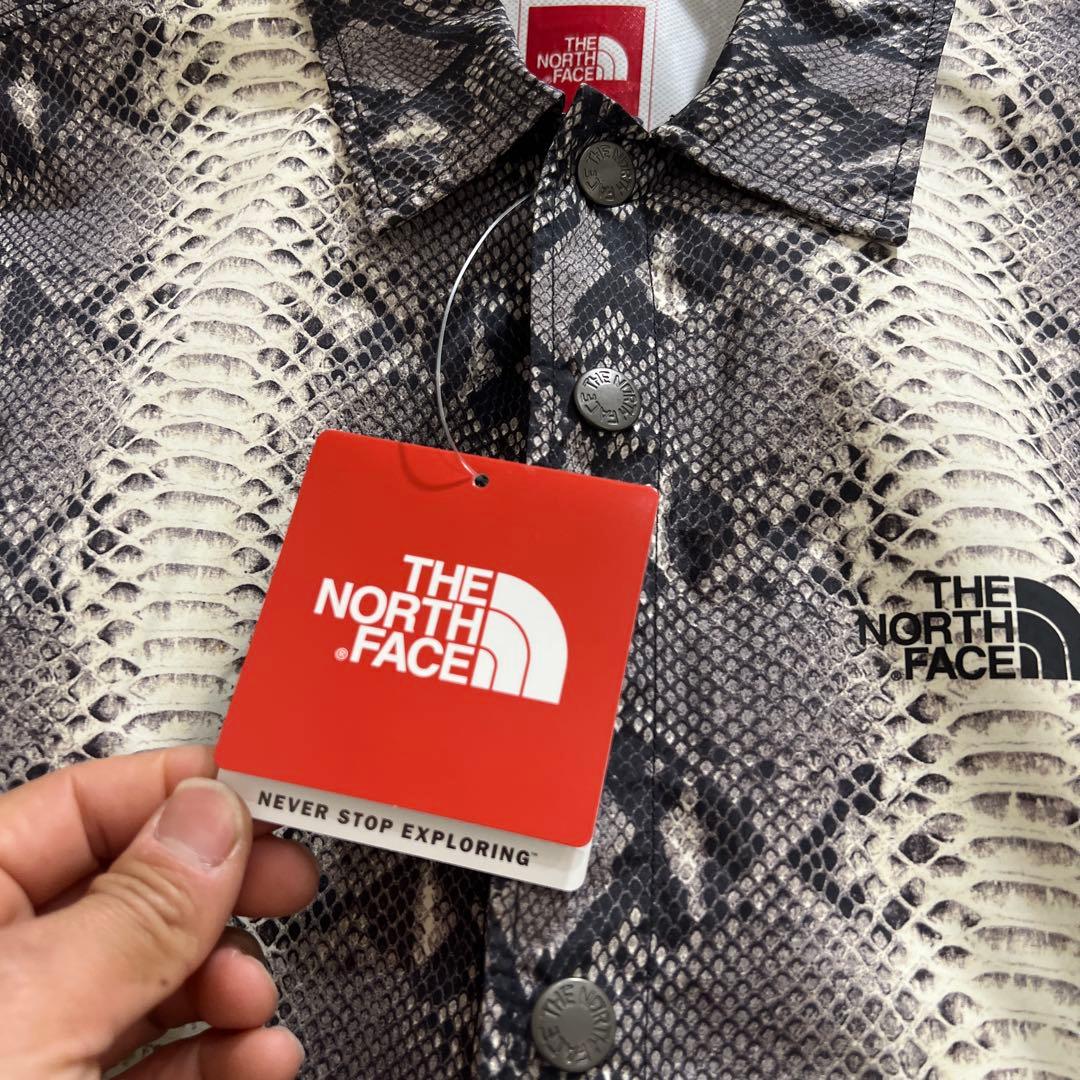 THE
NORTH
FACE
THE NORTH FACE
THE NORTH FACE
THE
NORTH
®FACE
NEVER STOP EXPLORING™
THE
NORTH
®FACE
THE NORTH FACE